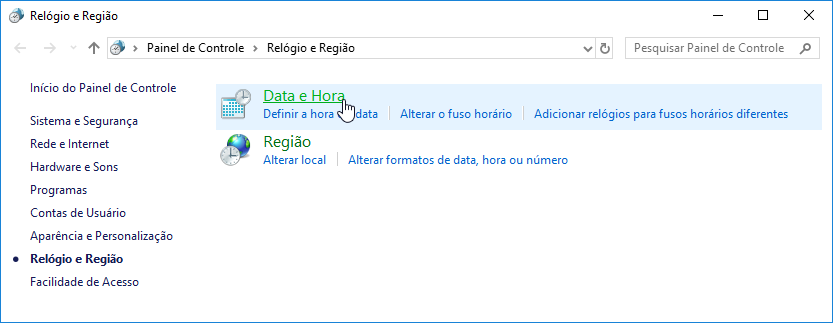 Relógio e Região
Painel de Controle > Relógio e Região
Pesquisar Painel de Controle
Início do Painel de Controle
Sistema e Segurança
Rede e Internet
Hardware e Sons
Programas
Contas de Usuário
Aparência e Personalização
Relógio e Região
Facilidade de Acesso
Data e Hora
Definir a hora data
Alterar o fuso horário
Adicionar relógios para fusos horários diferentes
Região
Alterar local
Alterar formatos de data, hora ou número